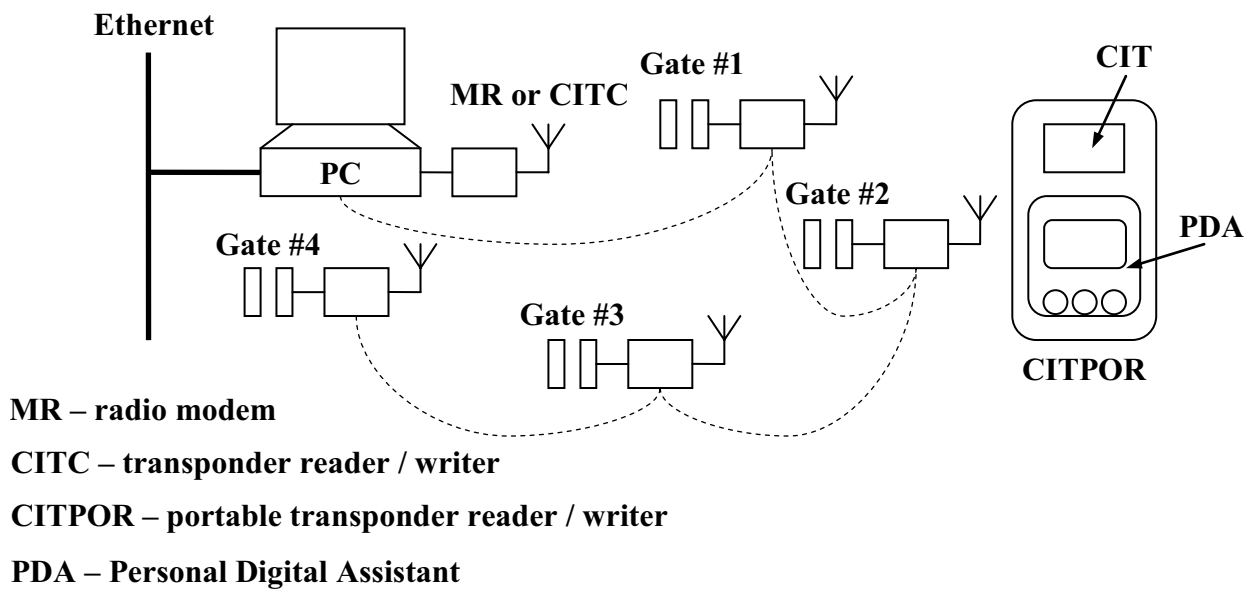 Ethernet
Gate #1
CIT
MR or CITC
PC
Gate #2
PDA
Gate #4
Gate #3
CITPOR
MR – radio modem
CITC – transponder reader / writer
CITPOR – portable transponder reader / writer
PDA – Personal Digital Assistant